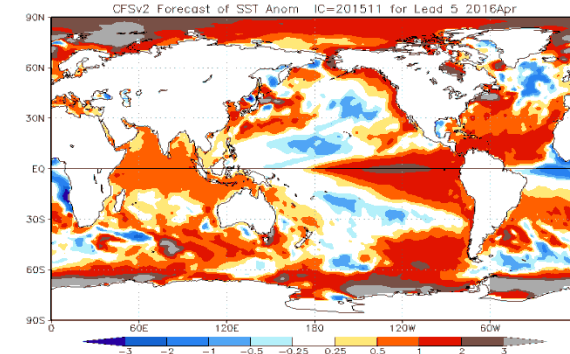 CFSv2 Forecast of SST Anom IC=201511 for Lead 5 2016Apr
90N
60N
30N
EQ
30S
60S
90S
0 60E 120E 180 120W 60W
-3 -2 -1 -0.5 -0.25 0.25 0.5 1 2 3